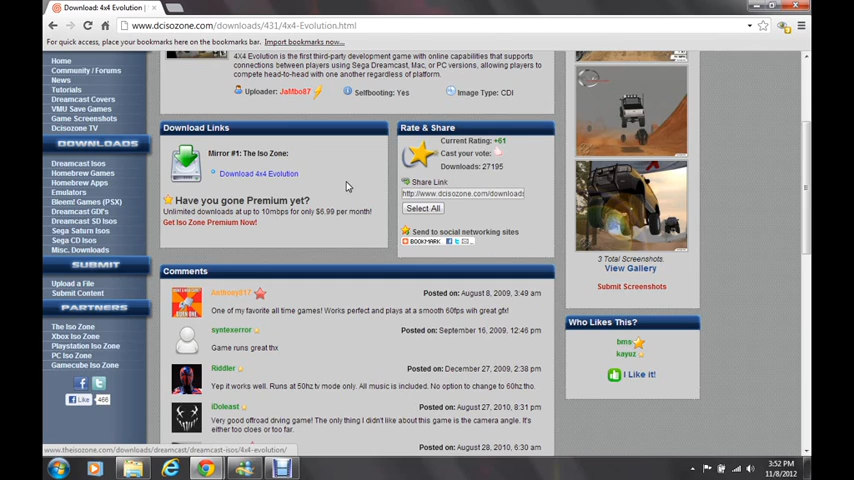 Download: 4x4 Evolution |
www.dcisozone.com/downloads/431/4x4-Evolution.html
For quick access, place your bookmarks here on the bookmarks bar. Import bookmarks now...
Home
Community / Forums
News
Tutorials
Dreamcast Covers
VMU Save Games
Game Screenshots
Dcisozone TV
DOWNLOADS
Dreamcast Isos
Homebrew Games
Homebrew Apps
Emulators
Bleem! Games (PSX)
Dreamcast GDI's
Dreamcast SD Isos
Sega Saturn Isos
Sega CD Isos
Misc. Downloads
SUBMIT
Upload a File
Submit Content
PARTNERS
The Iso Zone
Xbox Iso Zone
Playstation Iso Zone
PC Iso Zone
Gamecube Iso Zone
Like 466
4X4 Evolution is the first third-party development game with online capabilities that supports
connections between players using Sega Dreamcast, Mac, or PC versions, allowing players to
compete head-to-head with one another regardless of platform.
Uploader: JaMbo87 Selfbooting: Yes Image Type: CDI
Download Links
Mirror #1: The Iso Zone:
Download 4x4 Evolution
Have you gone Premium yet?
Unlimited downloads at up to 10mbps for only $6.99 per month!
Get Iso Zone Premium Now!
Rate & Share
Current Rating: +61
Cast your vote:
Downloads: 27195
Share Link
http://www.dcisozone.com/downloads
Select All
Send to social networking sites
BOOKMARK
Comments
Anthony817 Posted on: August 8, 2009, 3:49 am
One of my favorite all time games! Works perfect and plays at a smooth 60fps wih great gfx!
syntexerror Posted on: September 16, 2009, 12:46 pm
Game runs great thx
Riddler Posted on: December 27, 2009, 2:38 pm
Yep it works well. Runs at 50hz tv mode only. All music is included. No option to change to 60hz tho.
iDoleast Posted on: August 27, 2010, 8:31 pm
Very good offroad driving game! The only thing I didn't like about this game is the camera angle. It's
either too cloes or too far.
Posted on: August 28, 2010, 6:30 am
3 Total Screenshots.
View Gallery
Submit Screenshots
Who Likes This?
bms
kayuz
I Like it!
www.theisozone.com/downloads/dreamcast/dreamcast-isos/4x4-evolution/
3:52 PM
11/8/2012